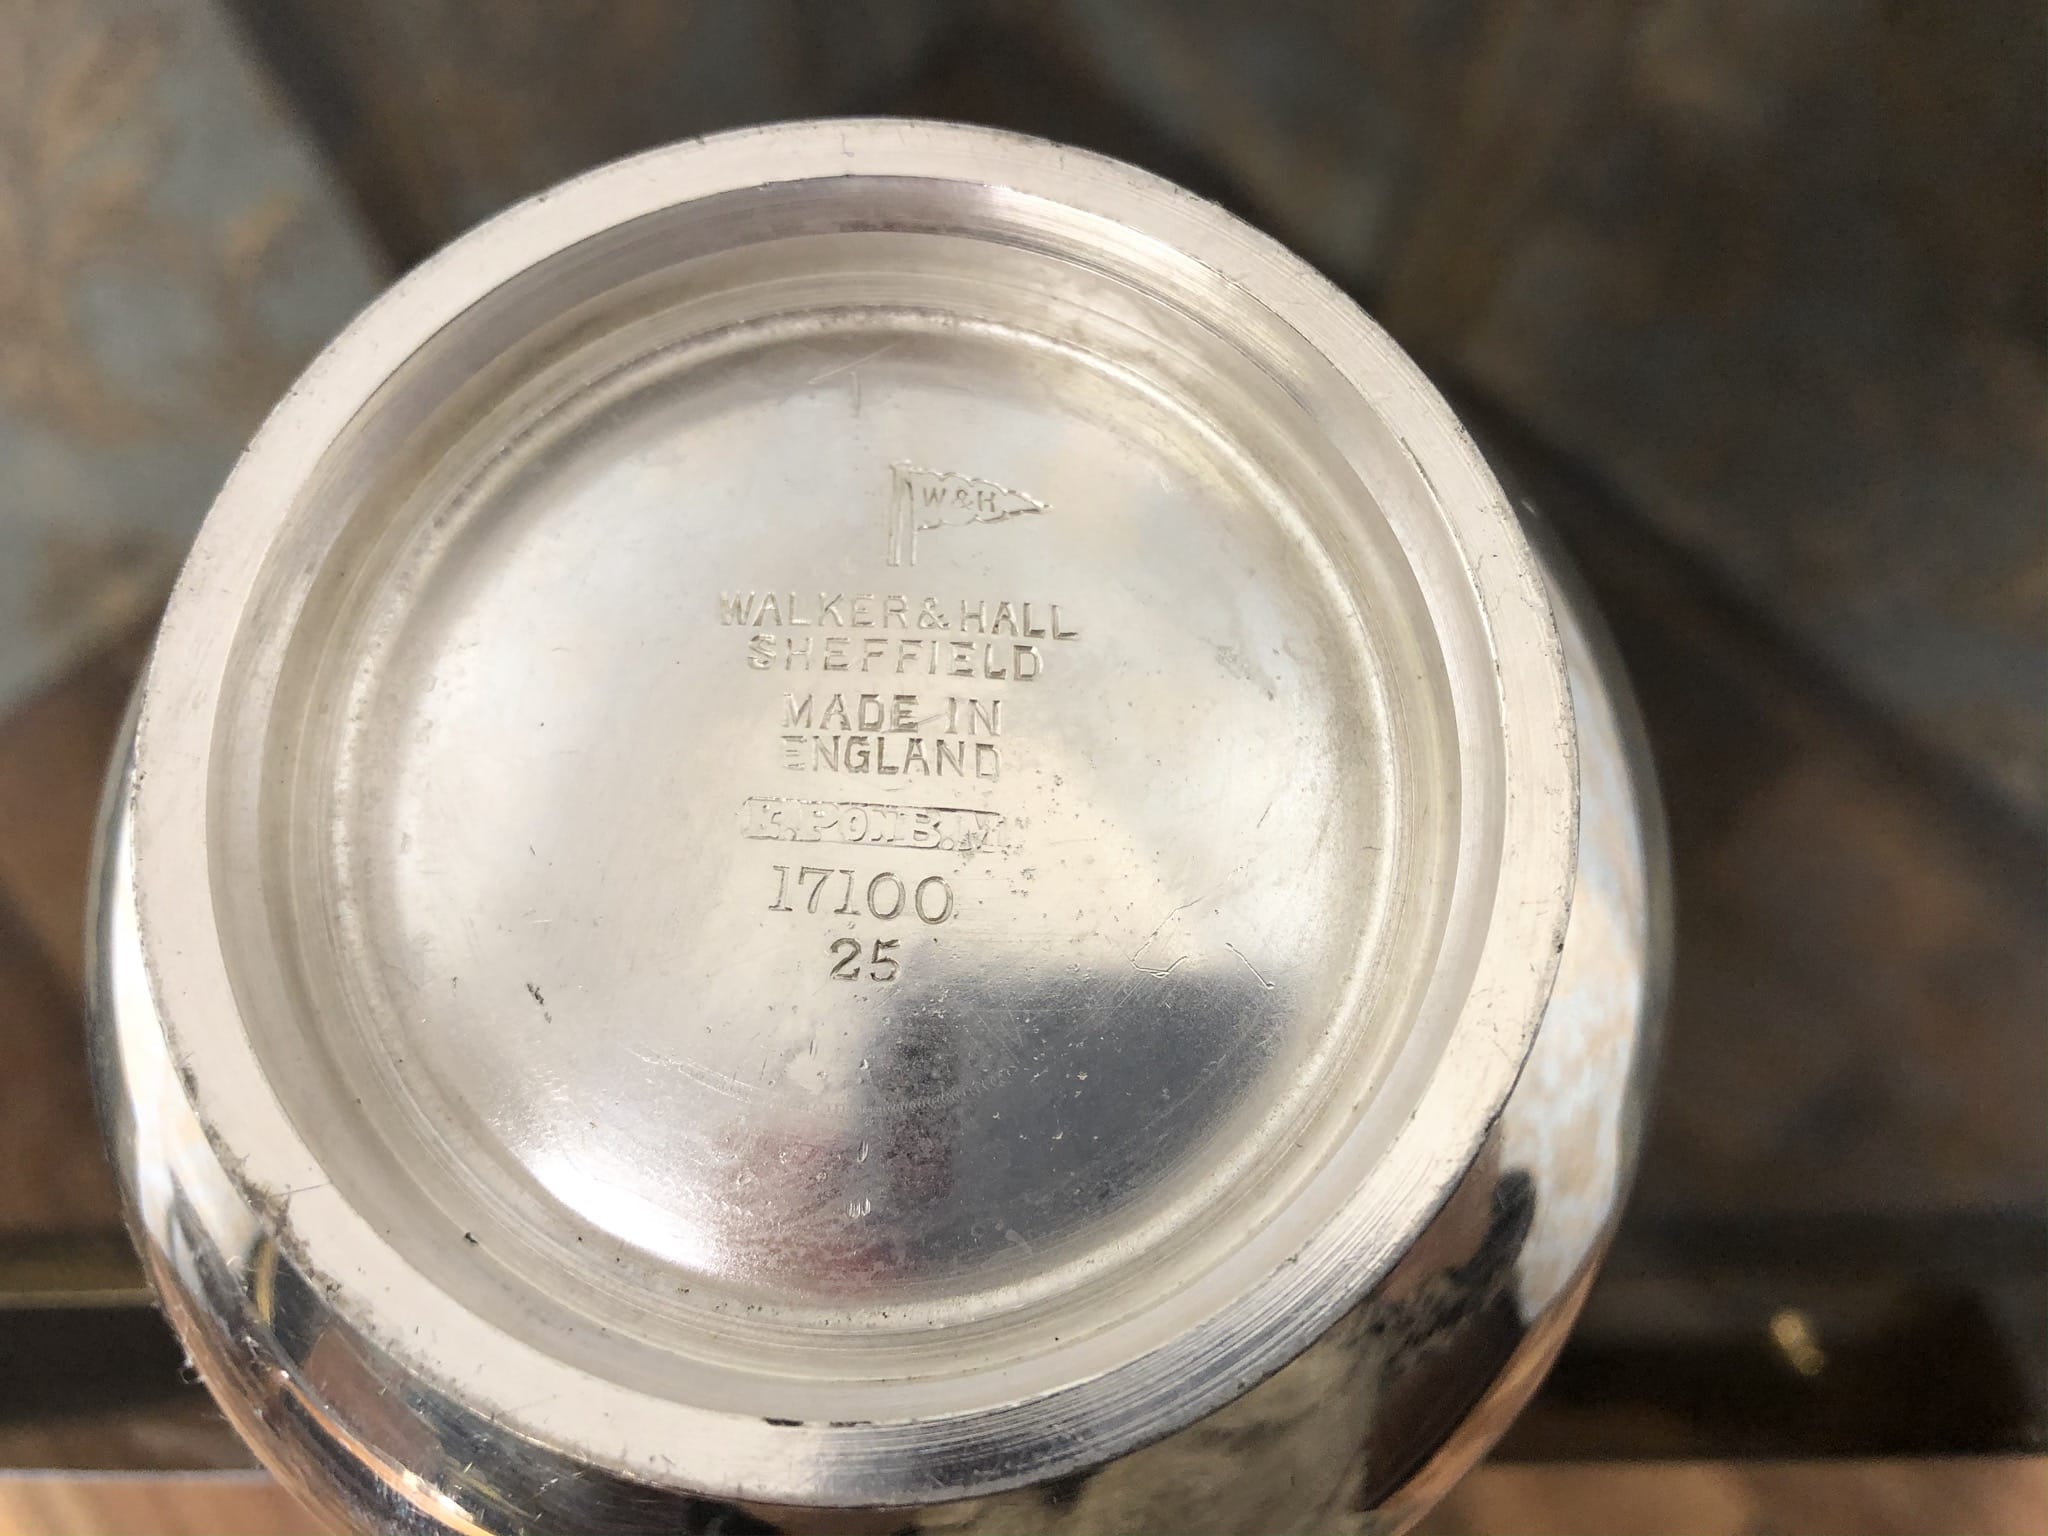 W&H
WALKER & HALL
SHEFFIELD
MADE IN
ENGLAND
E.P ON B.M
17100
25